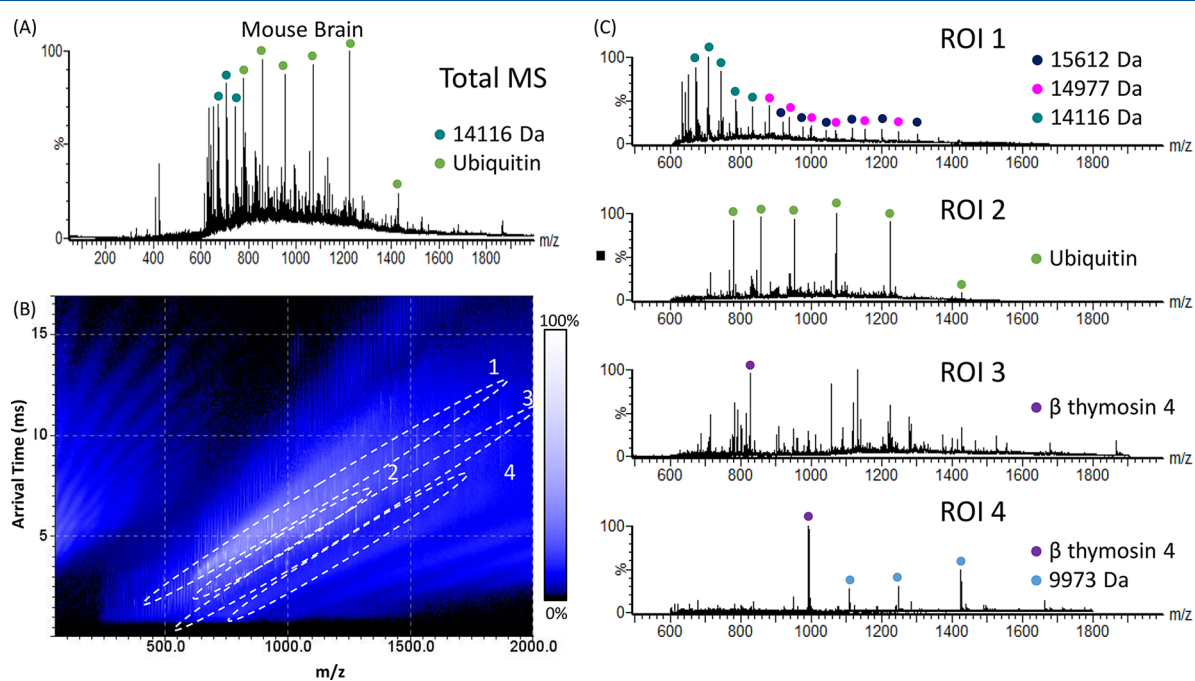 (A)
Mouse Brain
Total MS
14116 Da
Ubiquitin
100
%
0
200 400 600 800 1000 1200 1400 1600 1800
m/z
(B)
Arrival Time (ms)
15
10
5
1
3
2
4
100%
0%
500.0 1000.0 1500.0 2000.0
m/z
(C)
ROI 1
15612 Da
14977 Da
14116 Da
100
%
0
m/z
600 800 1000 1200 1400 1600 1800
ROI 2
Ubiquitin
100
%
0
m/z
600 800 1000 1200 1400 1600 1800
ROI 3
β thymosin 4
100
%
0
m/z
600 800 1000 1200 1400 1600 1800
ROI 4
β thymosin 4
9973 Da
100
%
0
m/z
600 800 1000 1200 1400 1600 1800